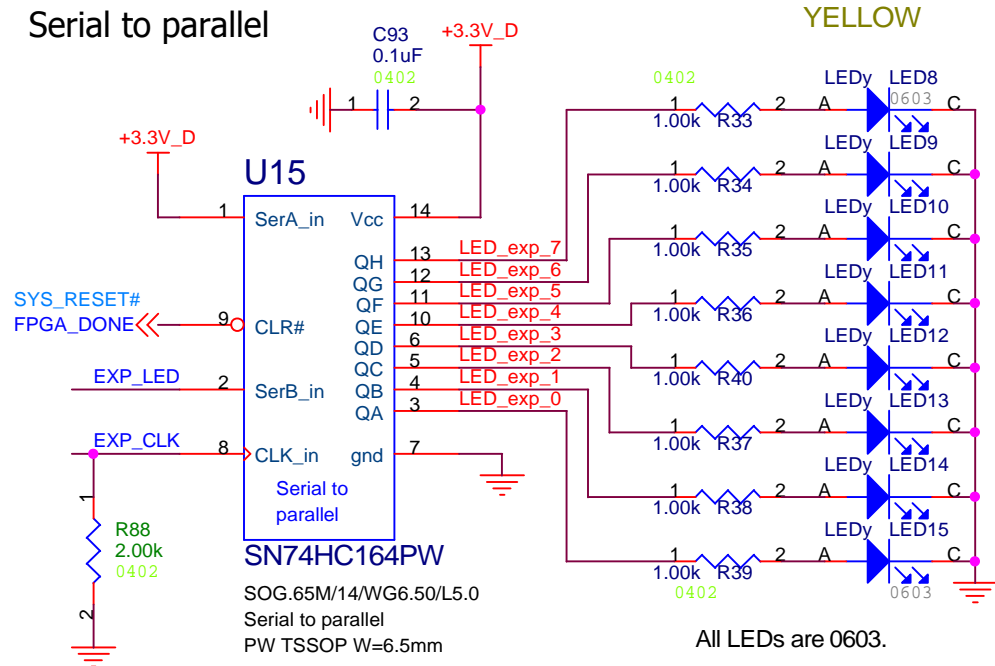 Serial to parallel
YELLOW
C93
0.1uF
0402
+3.3V_D
1 2
+3.3V_D
U15
1 SerA_in Vcc 14
QH 13 LED_exp_7
QG 12 LED_exp_6
QF 11 LED_exp_5
QE 10 LED_exp_4
QD 6 LED_exp_3
QC 5 LED_exp_2
QB 4 LED_exp_1
QA 3 LED_exp_0
SYS_RESET#
FPGA_DONE 9 CLR#
EXP_LED 2 SerB_in
EXP_CLK 8 CLK_in gnd 7
Serial to
parallel
1
R88
2.00k
0402
2
SN74HC164PW
SOG.65M/14/WG6.50/L5.0
Serial to parallel
PW TSSOP W=6.5mm
0402
LEDy LED8
1 2 A 0603 C
1.00k R33
LEDy LED9
1 2 A C
1.00k R34
LEDy LED10
1 2 A C
1.00k R35
LEDy LED11
1 2 A C
1.00k R36
LEDy LED12
1 2 A C
1.00k R40
LEDy LED13
1 2 A C
1.00k R37
LEDy LED14
1 2 A C
1.00k R38
LEDy LED15
1 2 A C
1.00k R39
0402 0603
All LEDs are 0603.